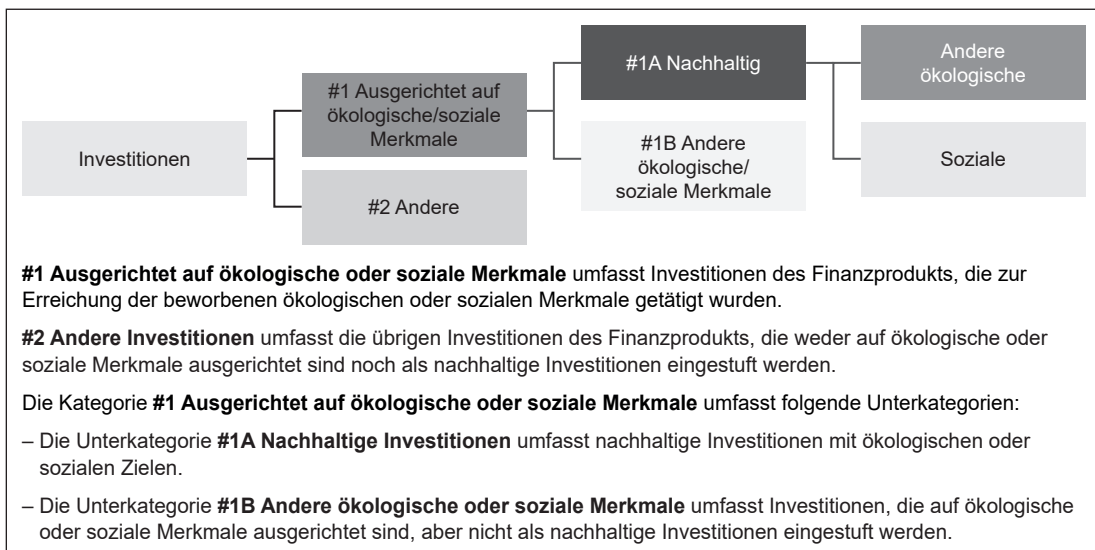 Investitionen
#1 Ausgerichtet auf
ökologische/soziale
Merkmale
#2 Andere
#1A Nachhaltig
#1B Andere
ökologische/
soziale Merkmale
Andere
ökologische
Soziale
#1 Ausgerichtet auf ökologische oder soziale Merkmale umfasst Investitionen des Finanzprodukts, die zur
Erreichung der beworbenen ökologischen oder sozialen Merkmale getätigt wurden.
#2 Andere Investitionen umfasst die übrigen Investitionen des Finanzprodukts, die weder auf ökologische oder
soziale Merkmale ausgerichtet sind noch als nachhaltige Investitionen eingestuft werden.
Die Kategorie #1 Ausgerichtet auf ökologische oder soziale Merkmale umfasst folgende Unterkategorien:
– Die Unterkategorie #1A Nachhaltige Investitionen umfasst nachhaltige Investitionen mit ökologischen oder
sozialen Zielen.
– Die Unterkategorie #1B Andere ökologische oder soziale Merkmale umfasst Investitionen, die auf ökologische
oder soziale Merkmale ausgerichtet sind, aber nicht als nachhaltige Investitionen eingestuft werden.